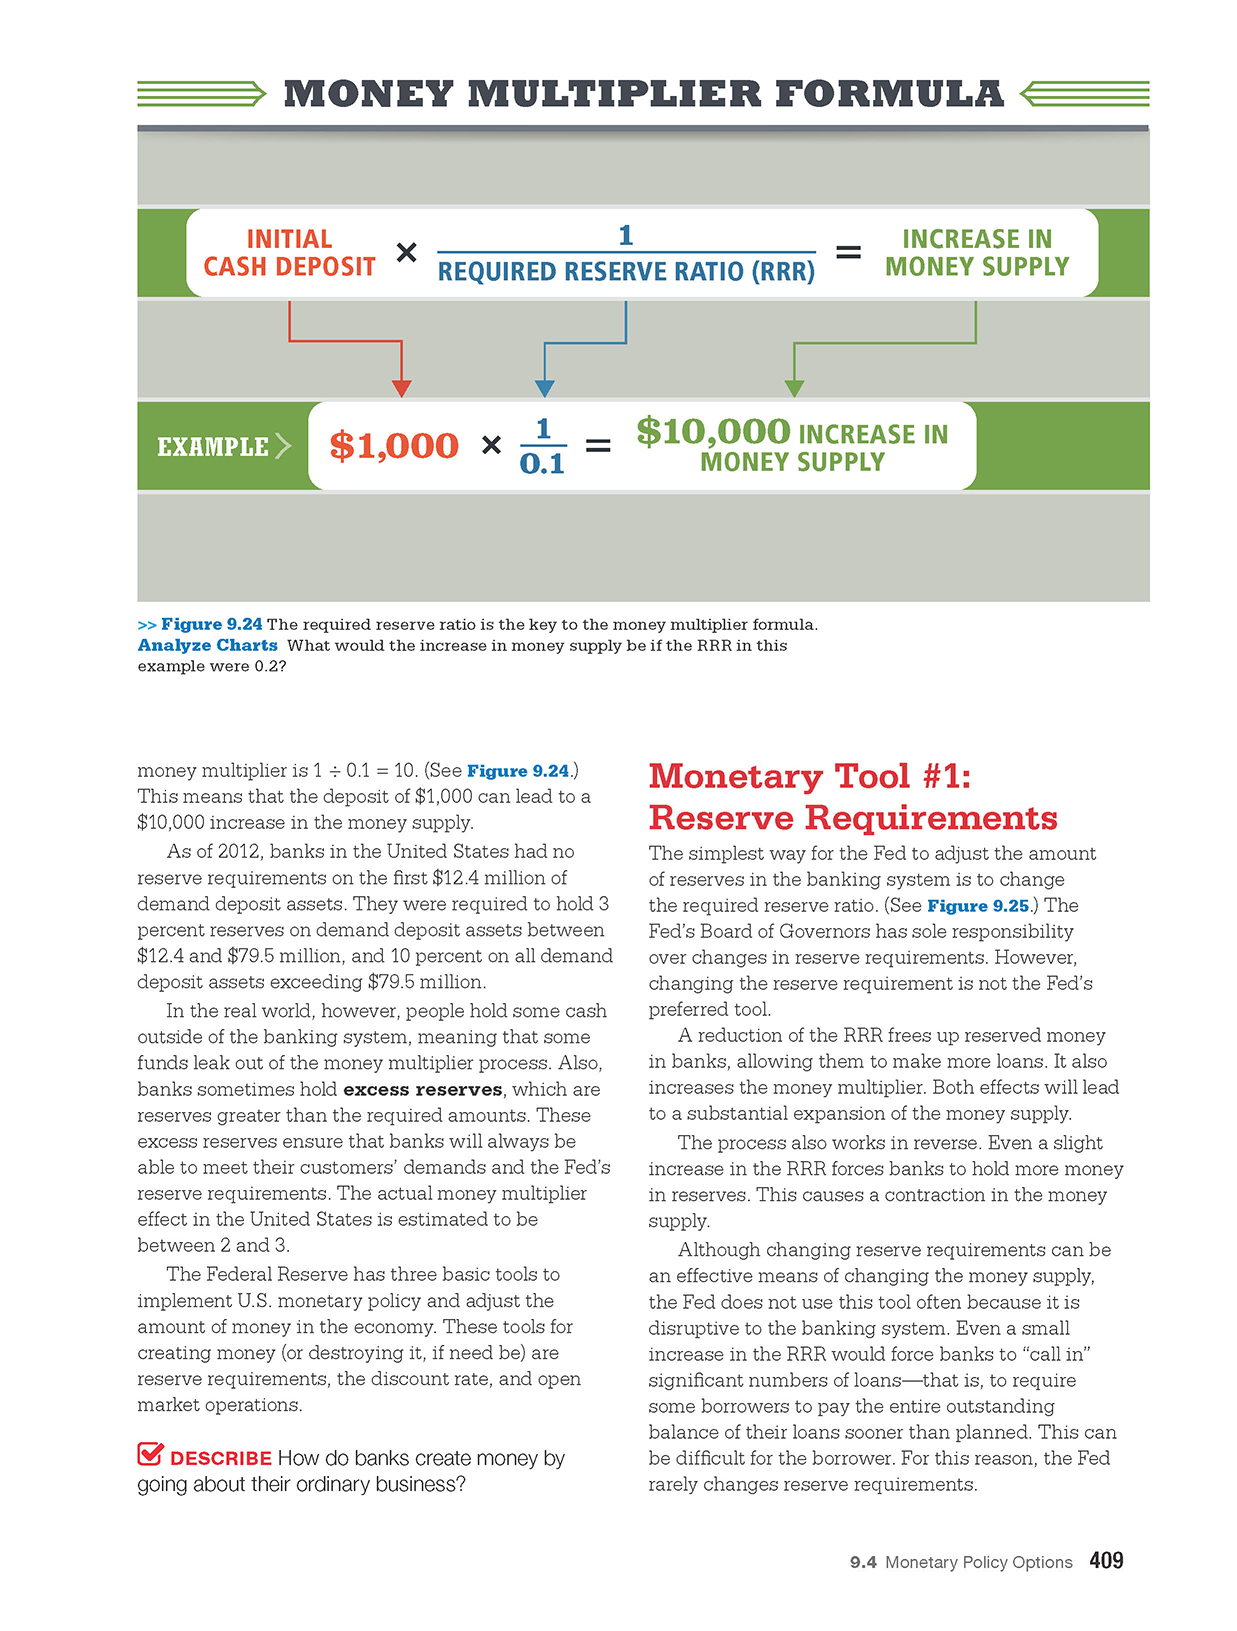 MONEY MULTIPLIER FORMULA
INITIAL
CASH DEPOSIT
×
1
REQUIRED RESERVE RATIO (RRR)
=
INCREASE IN
MONEY SUPPLY
EXAMPLE
$1,000
×
1
0.1
=
$10,000 INCREASE IN
MONEY SUPPLY
>> Figure 9.24 The required reserve ratio is the key to the money multiplier formula.
Analyze Charts What would the increase in money supply be if the RRR in this
example were 0.2?
money multiplier is 1 ÷ 0.1 = 10. (See Figure 9.24.)
This means that the deposit of $1,000 can lead to a
$10,000 increase in the money supply.
As of 2012, banks in the United States had no
reserve requirements on the first $12.4 million of
demand deposit assets. They were required to hold 3
percent reserves on demand deposit assets between
$12.4 and $79.5 million, and 10 percent on all demand
deposit assets exceeding $79.5 million.
In the real world, however, people hold some cash
outside of the banking system, meaning that some
funds leak out of the money multiplier process. Also,
banks sometimes hold excess reserves, which are
reserves greater than the required amounts. These
excess reserves ensure that banks will always be
able to meet their customers’ demands and the Fed’s
reserve requirements. The actual money multiplier
effect in the United States is estimated to be
between 2 and 3.
The Federal Reserve has three basic tools to
implement U.S. monetary policy and adjust the
amount of money in the economy. These tools for
creating money (or destroying it, if need be) are
reserve requirements, the discount rate, and open
market operations.
DESCRIBE How do banks create money by
going about their ordinary business?
Monetary Tool #1:
Reserve Requirements
The simplest way for the Fed to adjust the amount
of reserves in the banking system is to change
the required reserve ratio. (See Figure 9.25.) The
Fed’s Board of Governors has sole responsibility
over changes in reserve requirements. However,
changing the reserve requirement is not the Fed’s
preferred tool.
A reduction of the RRR frees up reserved money
in banks, allowing them to make more loans. It also
increases the money multiplier. Both effects will lead
to a substantial expansion of the money supply.
The process also works in reverse. Even a slight
increase in the RRR forces banks to hold more money
in reserves. This causes a contraction in the money
supply.
Although changing reserve requirements can be
an effective means of changing the money supply,
the Fed does not use this tool often because it is
disruptive to the banking system. Even a small
increase in the RRR would force banks to “call in”
significant numbers of loans—that is, to require
some borrowers to pay the entire outstanding
balance of their loans sooner than planned. This can
be difficult for the borrower. For this reason, the Fed
rarely changes reserve requirements.
9.4 Monetary Policy Options 409